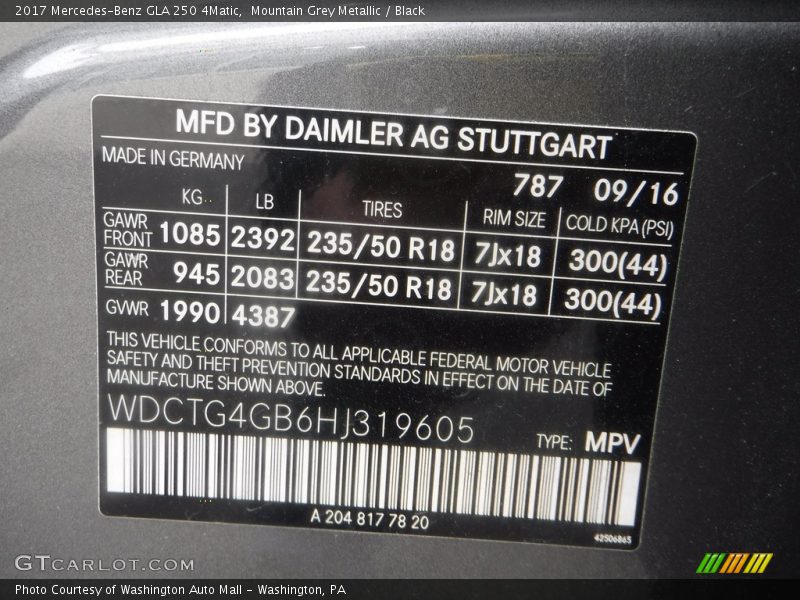 2017 Mercedes-Benz GLA 250 4Matic,  Mountain Grey Metallic / Black
MFD BY DAIMLER AG STUTTGART
MADE IN GERMANY
787 09/16
KG LB TIRES RIM SIZE COLD KPA (PSI)
GAWR FRONT 1085 2392 235/50 R18 7Jx18 300(44)
GAWR REAR 945 2083 235/50 R18 7Jx18 300(44)
GVWR 1990 4387
THIS VEHICLE CONFORMS TO ALL APPLICABLE FEDERAL MOTOR VEHICLE
SAFETY AND THEFT PREVENTION STANDARDS IN EFFECT ON THE DATE OF
MANUFACTURE SHOWN ABOVE.
WDCTG4GB6HJ319605
TYPE: MPV
A 204 817 78 20
42506865
GTCARLOT.COM
Photo Courtesy of Washington Auto Mall - Washington, PA